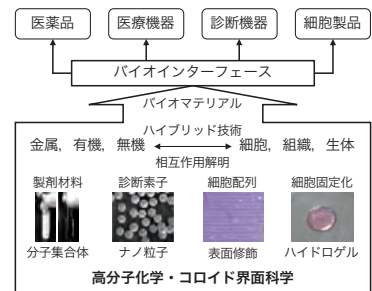 医薬品 医療機器 診断機器 細胞製品
バイオインターフェース
バイオマテリアル
ハイブリッド技術
金属, 有機, 無機 細胞, 組織, 生体
相互作用解明
製剤材料 診断素子 細胞配列 細胞固定化
分子集合体 ナノ粒子 表面修飾 ハイドロゲル
高分子化学・コロイド界面科学